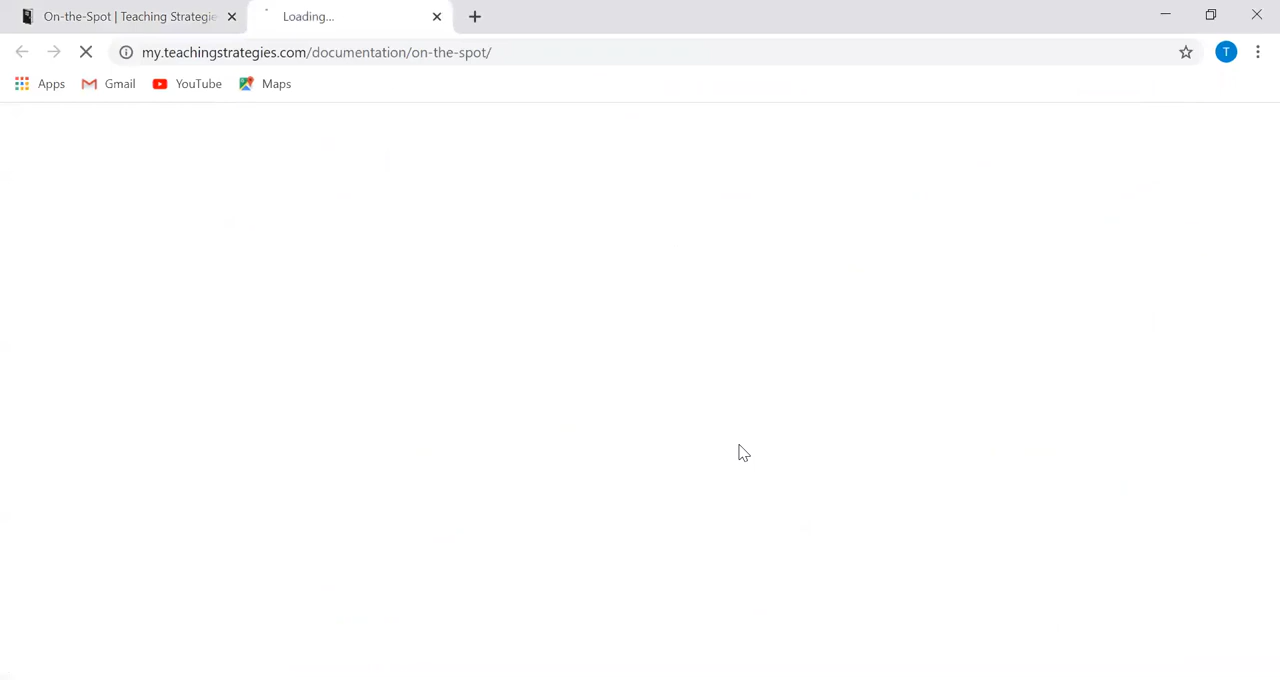 On-the-Spot | Teaching Strategie
Loading...
my.teachingstrategies.com/documentation/on-the-spot/
T
Apps
Gmail
YouTube
Maps